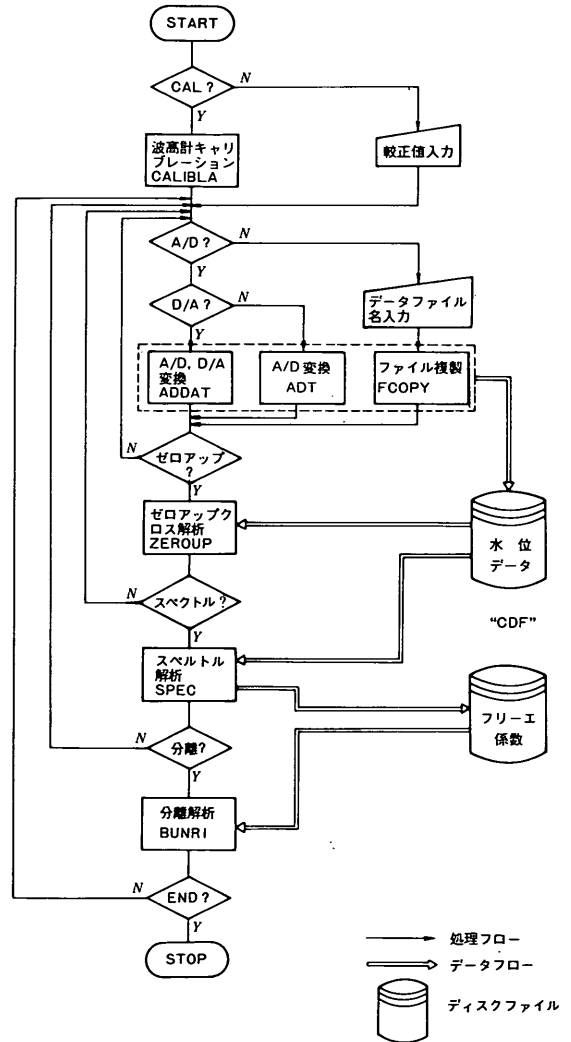 START
CAL ?
N
Y
波高計キャリ
ブレーション
CALIBLA
較正値入力
A/D ?
N
Y
D/A ?
N
Y
データファイル
名入力
A/D, D/A
変換
ADDAT
A/D 変換
ADT
ファイル複製
FCOPY
N
ゼロアップ
?
Y
ゼロアップク
ロス解析
ZEROUP
水 位
データ
N
スペクトル?
Y
"CDF"
スペルトル
解析
SPEC
フリーエ
係数
N
分離?
Y
分離解析
BUNRI
N
END ?
Y
STOP
処理フロー
データフロー
ディスクファイル